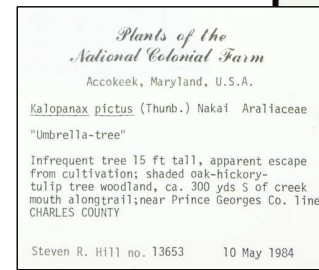 Plants of the
National Colonial Farm
Accokeek, Maryland, U.S.A.
Kalopanax pictus (Thunb.) Nakai Araliaceae
"Umbrella-tree"
Infrequent tree 15 ft tall, apparent escape
from cultivation; shaded oak-hickory-
tulip tree woodland, ca. 300 yds S of creek
mouth alongtrail;near Prince Georges Co. line
CHARLES COUNTY
Steven R. Hill no. 13653 10 May 1984